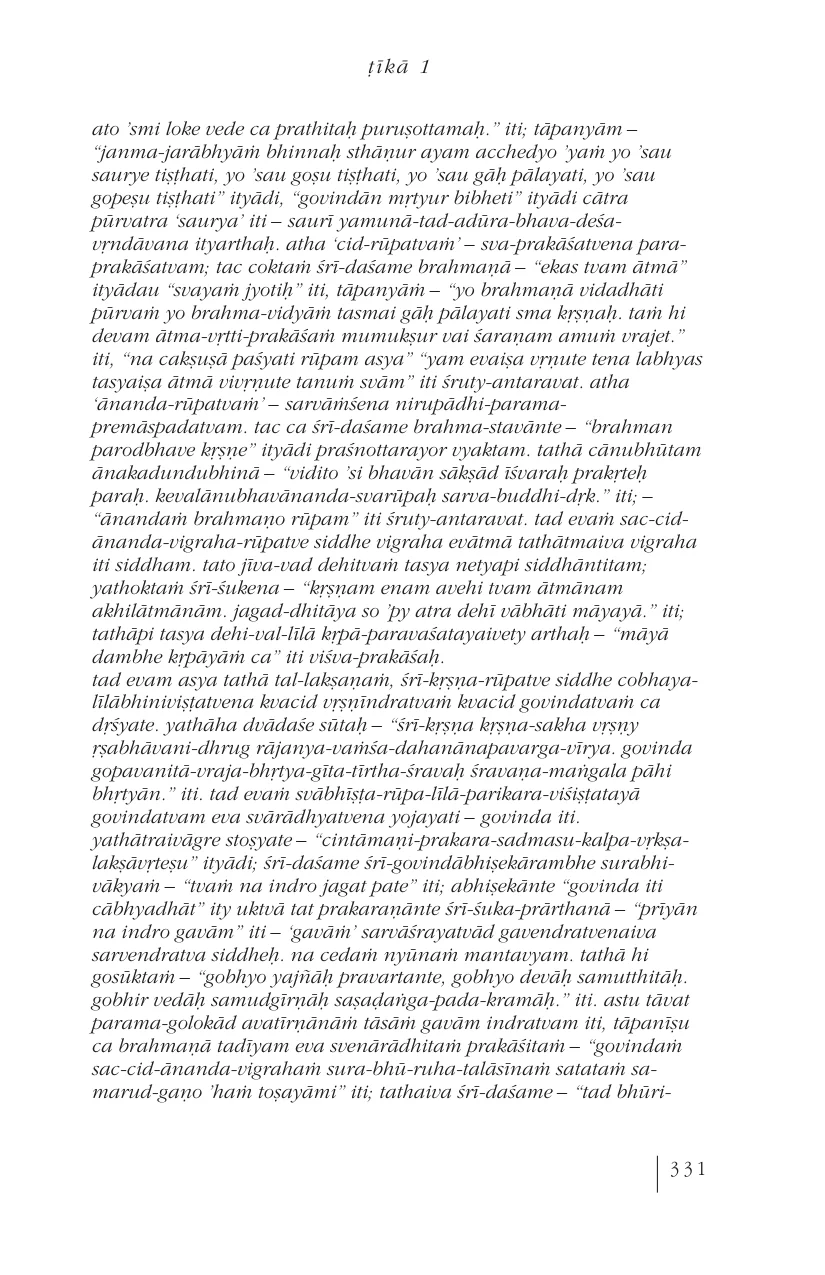 ṭīkā 1
ato ’smi loke vede ca prathitaḥ puruṣottamaḥ.” iti; tāpanyām –
“janma-jarābhyāṁ bhinnaḥ sthāṇur ayam acchedyo ’yaṁ yo ’sau
saurye tiṣṭhati, yo ’sau goṣu tiṣṭhati, yo ’sau gāḥ pālayati, yo ’sau
gopeṣu tiṣṭhati” ityādi, “govindān mṛtyur bibheti” ityādi cātra
pūrvatra ‘saurya’ iti – saurī yamunā-tad-adūra-bhava-deśa-
vṛndāvana ityarthaḥ. atha ‘cid-rūpatvaṁ’ – sva-prakāśatvena para-
prakāśatvam; tac coktaṁ śrī-daśame brahmaṇā – “ekas tvam ātmā”
ityādau “svayaṁ jyotiḥ” iti, tāpanyāṁ – “yo brahmaṇā vidadhāti
pūrvaṁ yo brahma-vidyāṁ tasmai gāḥ pālayati sma kṛṣṇaḥ. taṁ hi
devam ātma-vṛtti-prakāśaṁ mumukṣur vai śaraṇam amuṁ vrajet.”
iti, “na cakṣuṣā paśyati rūpam asya” “yam evaiṣa vṛṇute tena labhyas
tasyaiṣa ātmā vivṛṇute tanuṁ svām” iti śruty-antaravat. atha
‘ānanda-rūpatvaṁ’ – sarvāṁśena nirupādhi-parama-
premāspadatvam. tac ca śrī-daśame brahma-stavānte – “brahman
parodbhave kṛṣṇe” ityādi praśnottarayor vyaktam. tathā cānubhūtam
ānakadundubhinā – “vidito ’si bhavān sākṣād īśvaraḥ prakṛteḥ
paraḥ. kevalānubhavānanda-svarūpaḥ sarva-buddhi-dṛk.” iti; –
“ānandaṁ brahmaṇo rūpam” iti śruty-antaravat. tad evaṁ sac-cid-
ānanda-vigraha-rūpatve siddhe vigraha evātmā tathātmaiva vigraha
iti siddham. tato jīva-vad dehitvaṁ tasya netyapi siddhāntitam;
yathoktaṁ śrī-śukena – “kṛṣṇam enam avehi tvam ātmānam
akhilātmānām. jagad-dhitāya so ’py atra dehī vābhāti māyayā.” iti;
tathāpi tasya dehi-val-līlā kṛpā-paravaśatayaivety arthaḥ – “māyā
dambhe kṛpāyāṁ ca” iti viśva-prakāśaḥ.
tad evam asya tathā tal-lakṣaṇaṁ, śrī-kṛṣṇa-rūpatve siddhe cobhaya-
līlābhiniviṣṭatvena kvacid vṛṣṇīndratvaṁ kvacid govindatvaṁ ca
dṛśyate. yathāha dvādaśe sūtaḥ – “śrī-kṛṣṇa kṛṣṇa-sakha vṛṣṇy
ṛṣabhāvani-dhrug rājanya-vaṁśa-dahanānapavarga-vīrya. govinda
gopavanitā-vraja-bhṛtya-gīta-tīrtha-śravaḥ śravaṇa-maṅgala pāhi
bhṛtyān.” iti. tad evaṁ svābhīṣṭa-rūpa-līlā-parikara-viśiṣṭatayā
govindatvam eva svārādhyatvena yojayati – govinda iti.
yathātraivāgre stoṣyate – “cintāmaṇi-prakara-sadmasu-kalpa-vṛkṣa-
lakṣāvṛteṣu” ityādi; śrī-daśame śrī-govindābhiṣekārambhe surabhi-
vākyaṁ – “tvaṁ na indro jagat pate” iti; abhiṣekānte “govinda iti
cābhyadhāt” ity uktvā tat prakaraṇānte śrī-śuka-prārthanā – “prīyān
na indro gavām” iti – ‘gavāṁ’ sarvāśrayatvād gavendratvenaiva
sarvendratva siddheḥ. na cedaṁ nyūnaṁ mantavyam. tathā hi
gosūktaṁ – “gobhyo yajñāḥ pravartante, gobhyo devāḥ samutthitāḥ.
gobhir vedāḥ samudgīrṇāḥ saṣaḍaṅga-pada-kramāḥ.” iti. astu tāvat
parama-golokād avatīrṇānāṁ tāsāṁ gavām indratvam iti, tāpanīṣu
ca brahmaṇā tadīyam eva svenārādhitaṁ prakāśitaṁ – “govindaṁ
sac-cid-ānanda-vigrahaṁ sura-bhū-ruha-talāsīnaṁ satataṁ sa-
marud-gaṇo ’haṁ toṣayāmi” iti; tathaiva śrī-daśame – “tad bhūri-
331